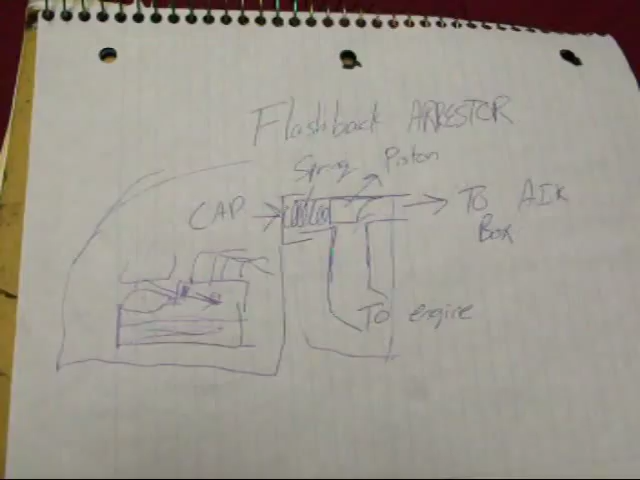 Flashback ARRESTOR
Spring Piston
CAP
TO AIR
BOX
To engine